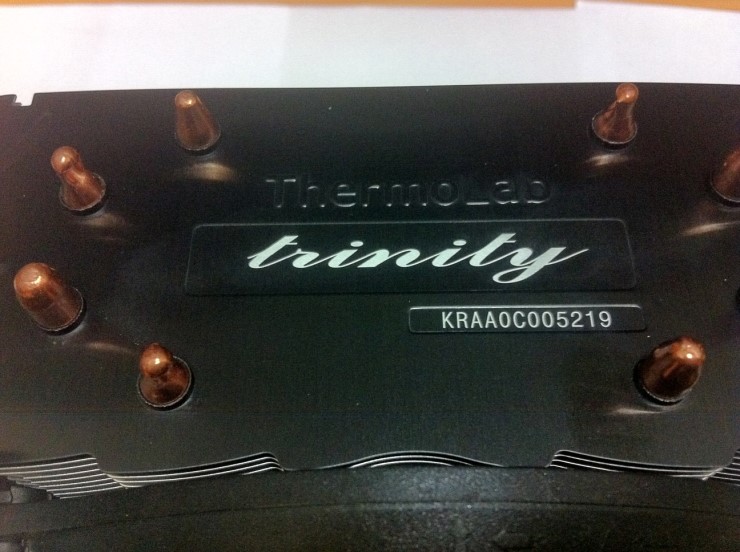 ThermoLab
trinity
KRAA0C005219